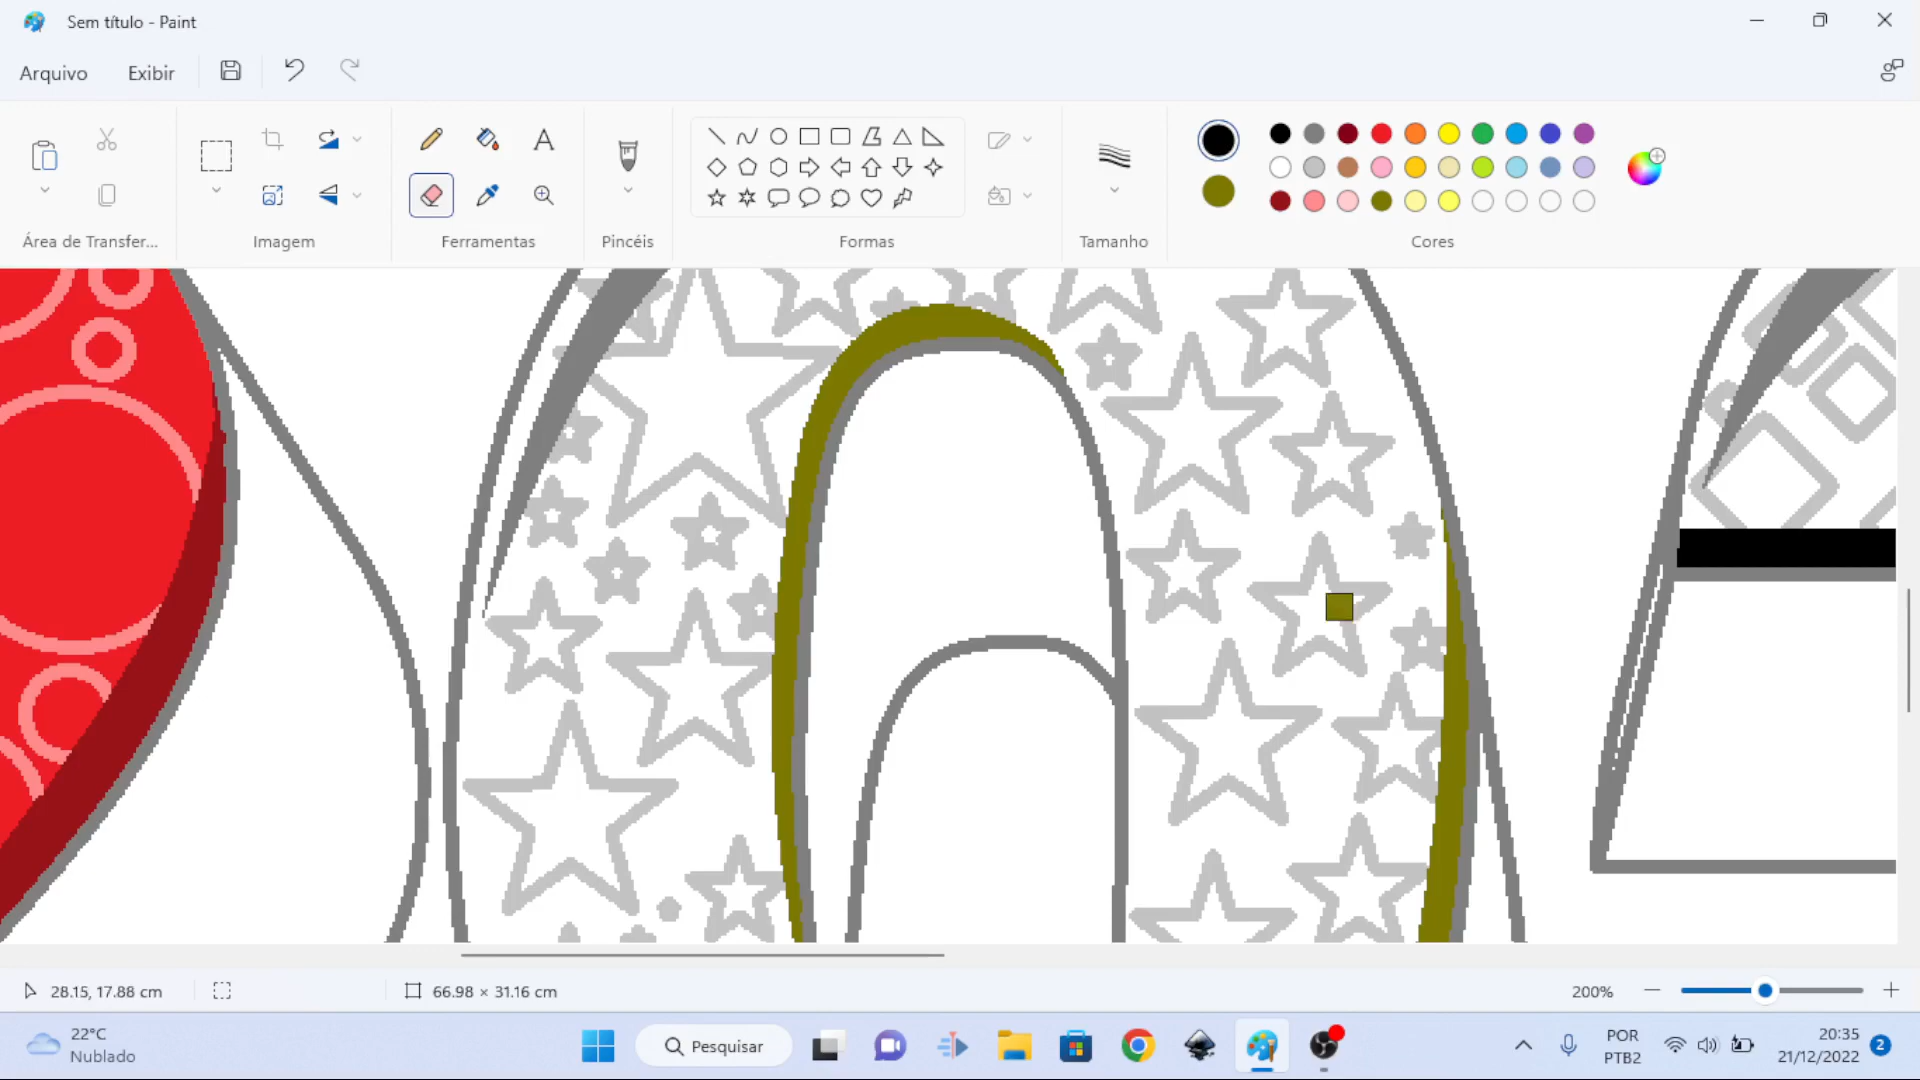 Sem título - Paint
Arquivo Exibir
Área de Transfer... Imagem Ferramentas Pincéis Formas Tamanho Cores
28.15, 17.88 cm 66.98 × 31.16 cm 200%
22°C
Nublado
Pesquisar
POR
PTB2
20:35
21/12/2022
2